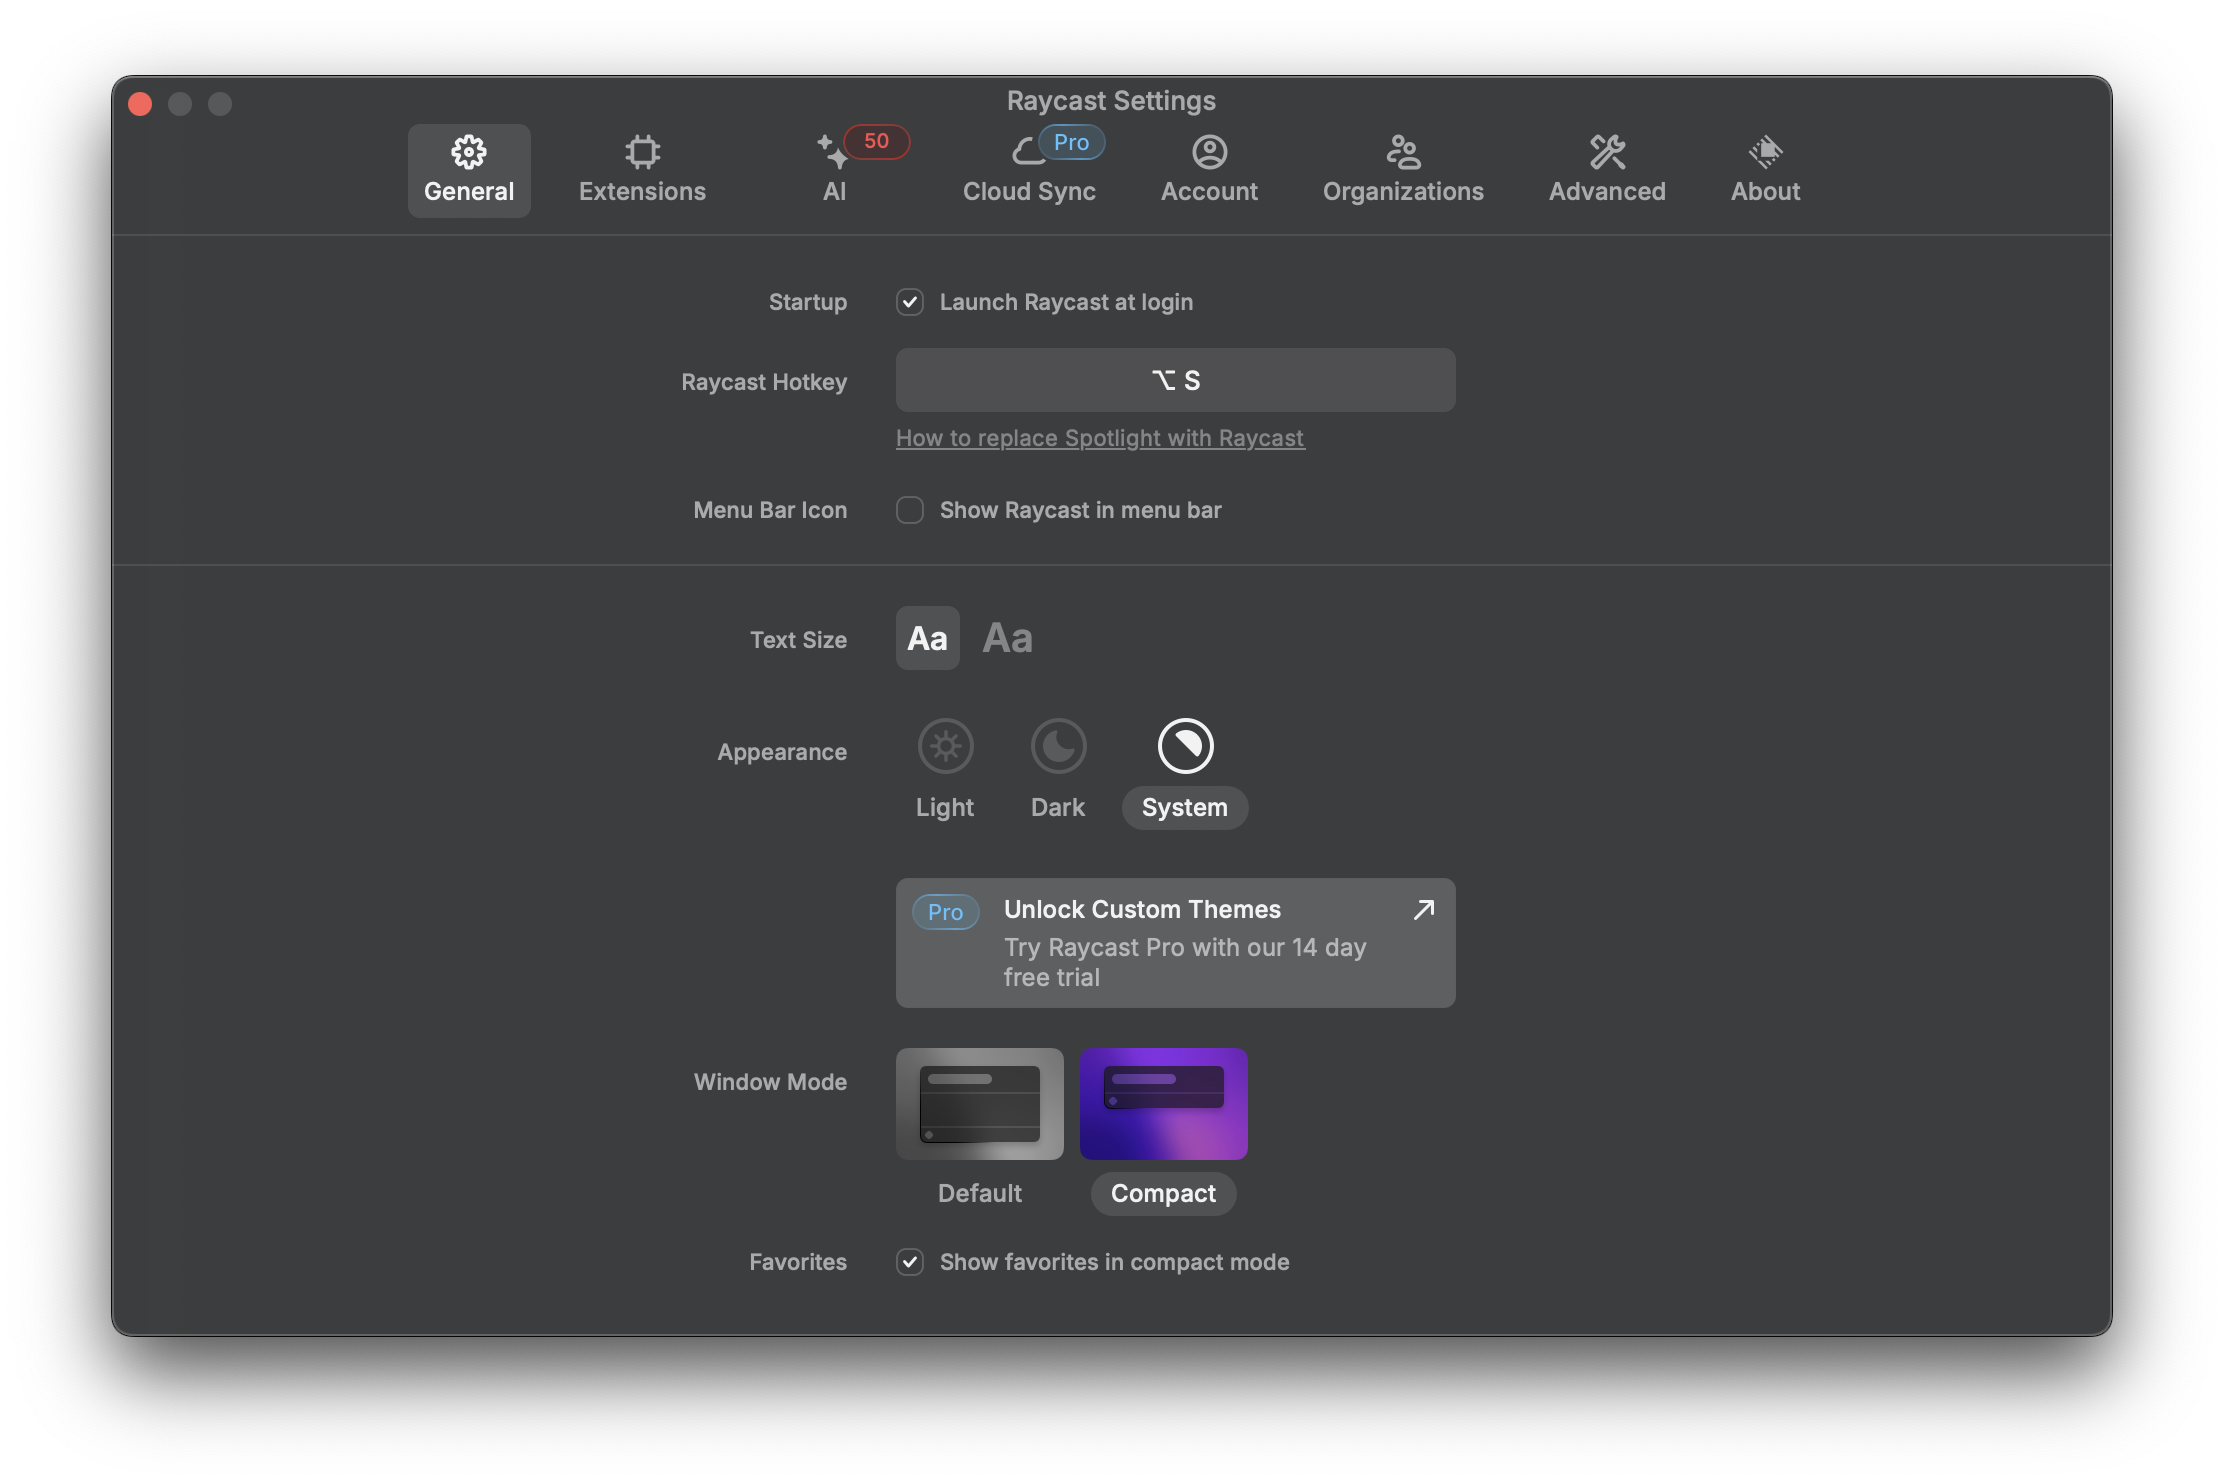 Raycast Settings
50
Pro
General
Extensions
AI
Cloud Sync
Account
Organizations
Advanced
About
Startup
Launch Raycast at login
Raycast Hotkey
⌥ S
How to replace Spotlight with Raycast
Menu Bar Icon
Show Raycast in menu bar
Text Size
Aa
Aa
Appearance
Light
Dark
System
Pro
Unlock Custom Themes
Try Raycast Pro with our 14 day
free trial
Window Mode
Default
Compact
Favorites
Show favorites in compact mode